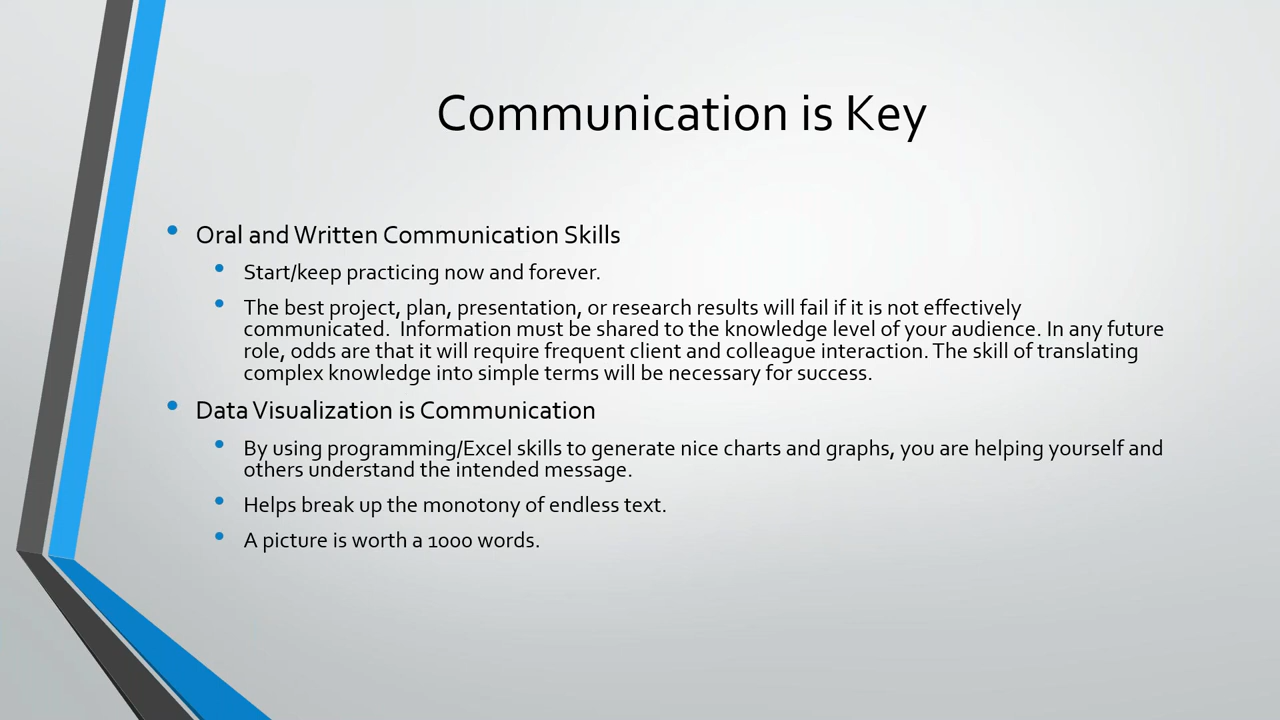 Communication is Key
Oral and Written Communication Skills
Start/keep practicing now and forever.
The best project, plan, presentation, or research results will fail if it is not effectively
communicated.  Information must be shared to the knowledge level of your audience. In any future
role, odds are that it will require frequent client and colleague interaction. The skill of translating
complex knowledge into simple terms will be necessary for success.
Data Visualization is Communication
By using programming/Excel skills to generate nice charts and graphs, you are helping yourself and
others understand the intended message.
Helps break up the monotony of endless text.
A picture is worth a 1000 words.